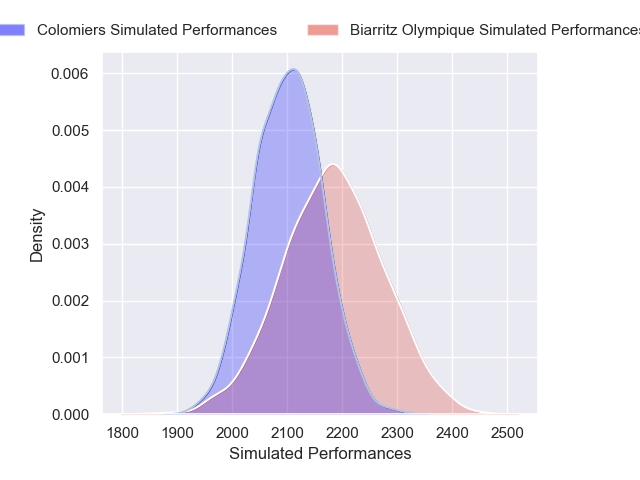 Colomiers Simulated Performances
Biarritz Olympique Simulated Performances
0.006
0.005
0.004
0.003
0.002
0.001
0.000
Density
1800 1900 2000 2100 2200 2300 2400 2500
Simulated Performances